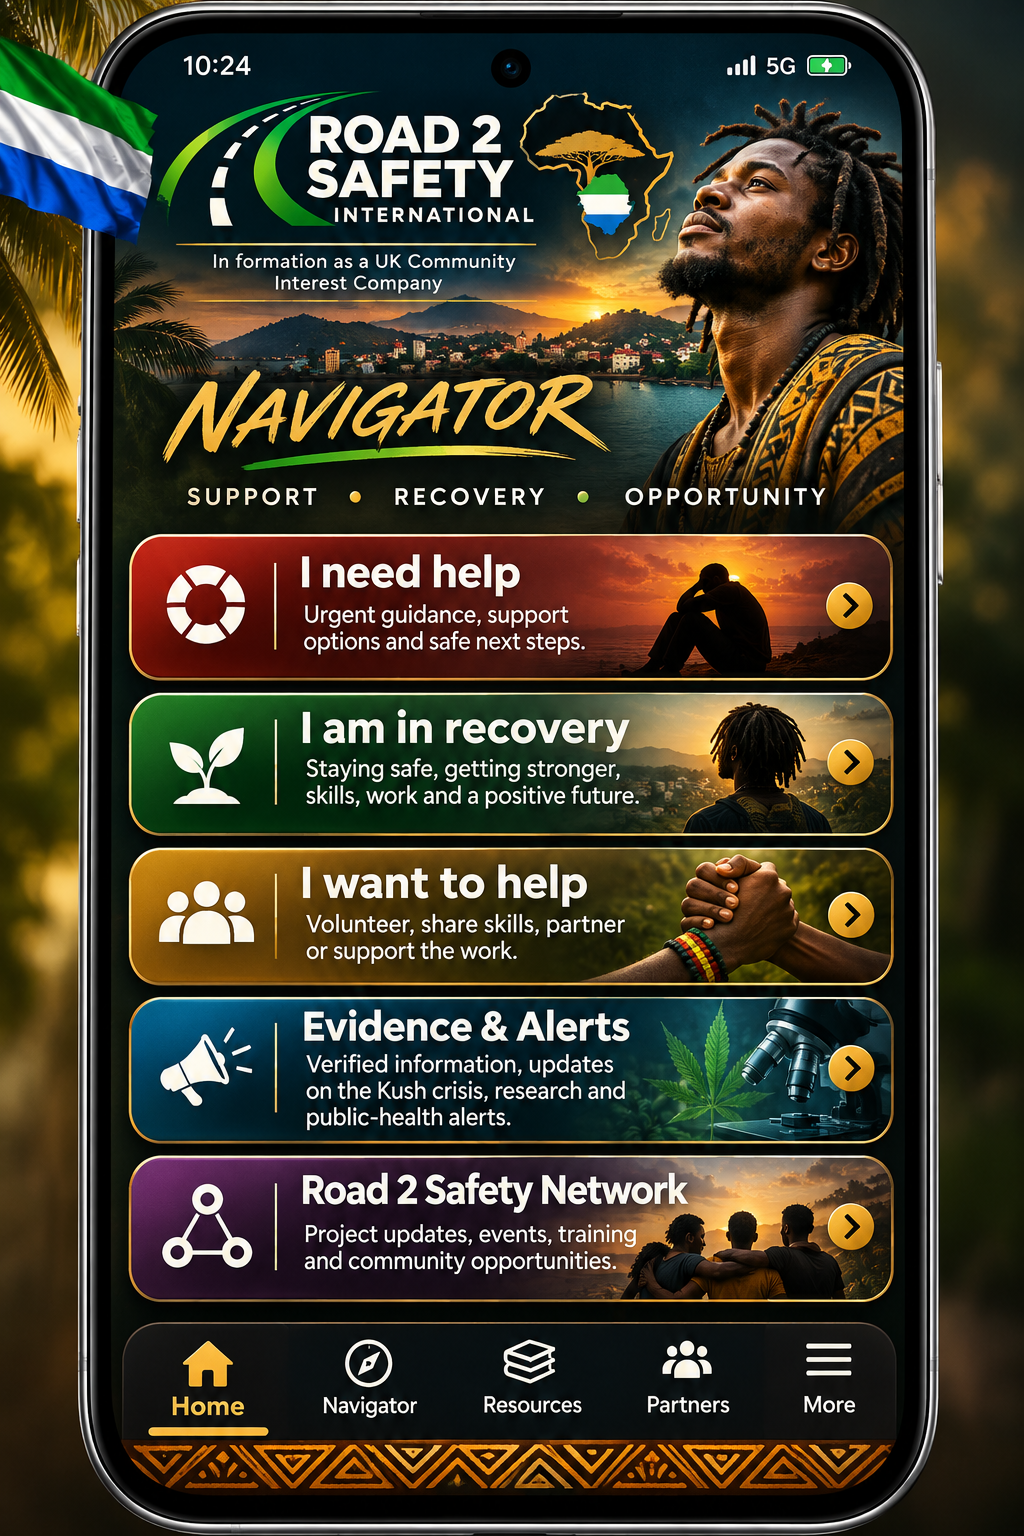 10:24
5G
ROAD 2
SAFETY
INTERNATIONAL
In formation as a UK Community
Interest Company
NAVIGATOR
SUPPORT • RECOVERY • OPPORTUNITY
I need help
Urgent guidance, support
options and safe next steps.
I am in recovery
Staying safe, getting stronger,
skills, work and a positive future.
I want to help
Volunteer, share skills, partner
or support the work.
Evidence & Alerts
Verified information, updates
on the Kush crisis, research and
public-health alerts.
Road 2 Safety Network
Project updates, events, training
and community opportunities.
Home
Navigator
Resources
Partners
More